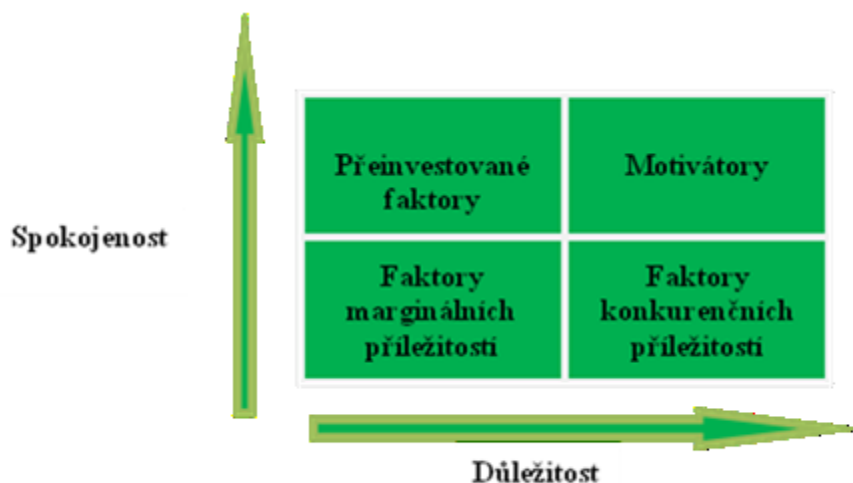 Přeinvestované
faktory
Motivátory
Spokojenost
Faktory
marginálních
příležitostí
Faktory
konkurenčních
příležitostí
Důležitost